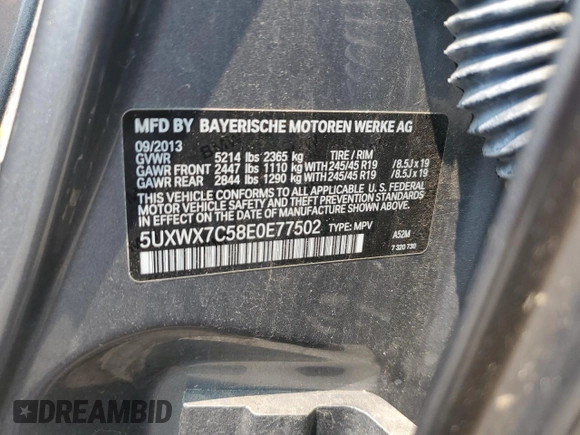 MFD BY BAYERISCHE MOTOREN WERKE AG
09/2013
GVWR 5214 lbs 2365 kg TIRE / RIM
GAWR FRONT 2447 lbs 1110 kg WITH 245/45 R19 / 8.5J x 19
GAWR REAR 2844 lbs 1290 kg WITH 245/45 R19 / 8.5J x 19
THIS VEHICLE CONFORMS TO ALL APPLICABLE U. S. FEDERAL
MOTOR VEHICLE SAFETY, BUMPER AND THEFT PREVENTION STANDARDS
IN EFFECT ON THE DATE OF MANUFACTURE SHOWN ABOVE.
5UXWX7C58E0E77502 TYPE: MPV
A52M
7 320 730
DREAMBID